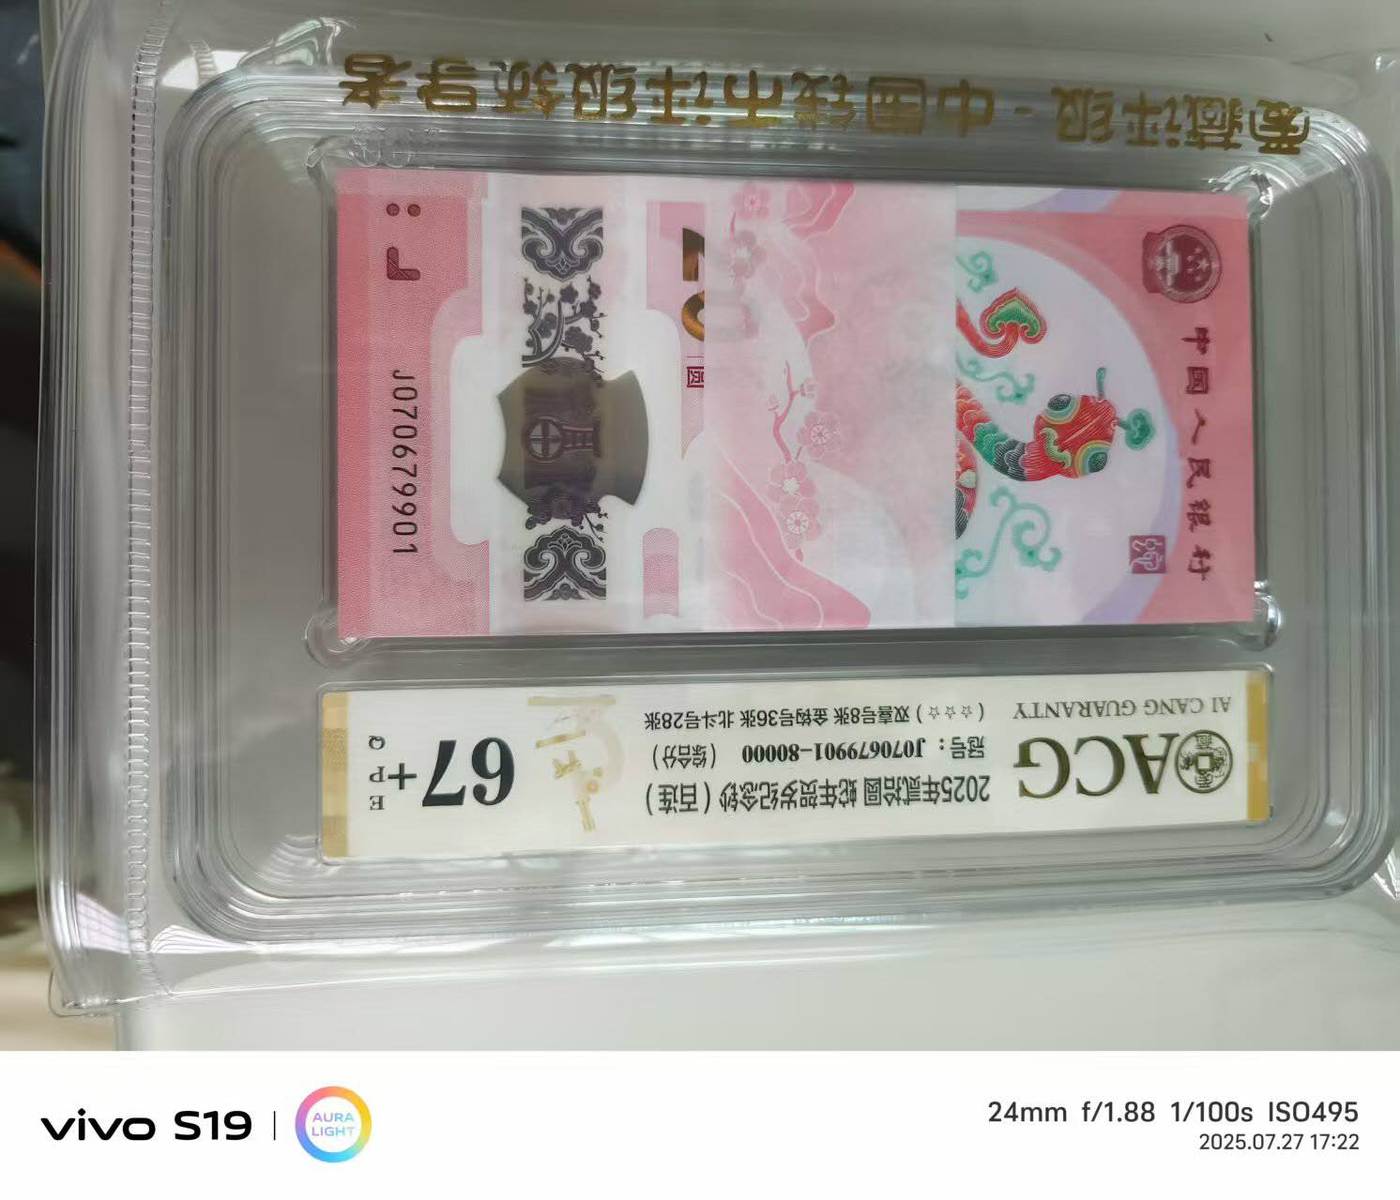 爱藏评级·中国钱币评级领导者
J070679901
20
圆
中国人民银行
ACG
AI CANG GUARANTY
2025年贰拾圆 蛇年贺岁纪念钞（百连）
冠号：J070679901-80000（综合分）
（☆☆☆）双喜号8张 金钩号36张 北斗号28张
67+
E
P
Q
vivo S19
AURA
LIGHT
24mm f/1.88 1/100s ISO495
2025.07.27 17:22